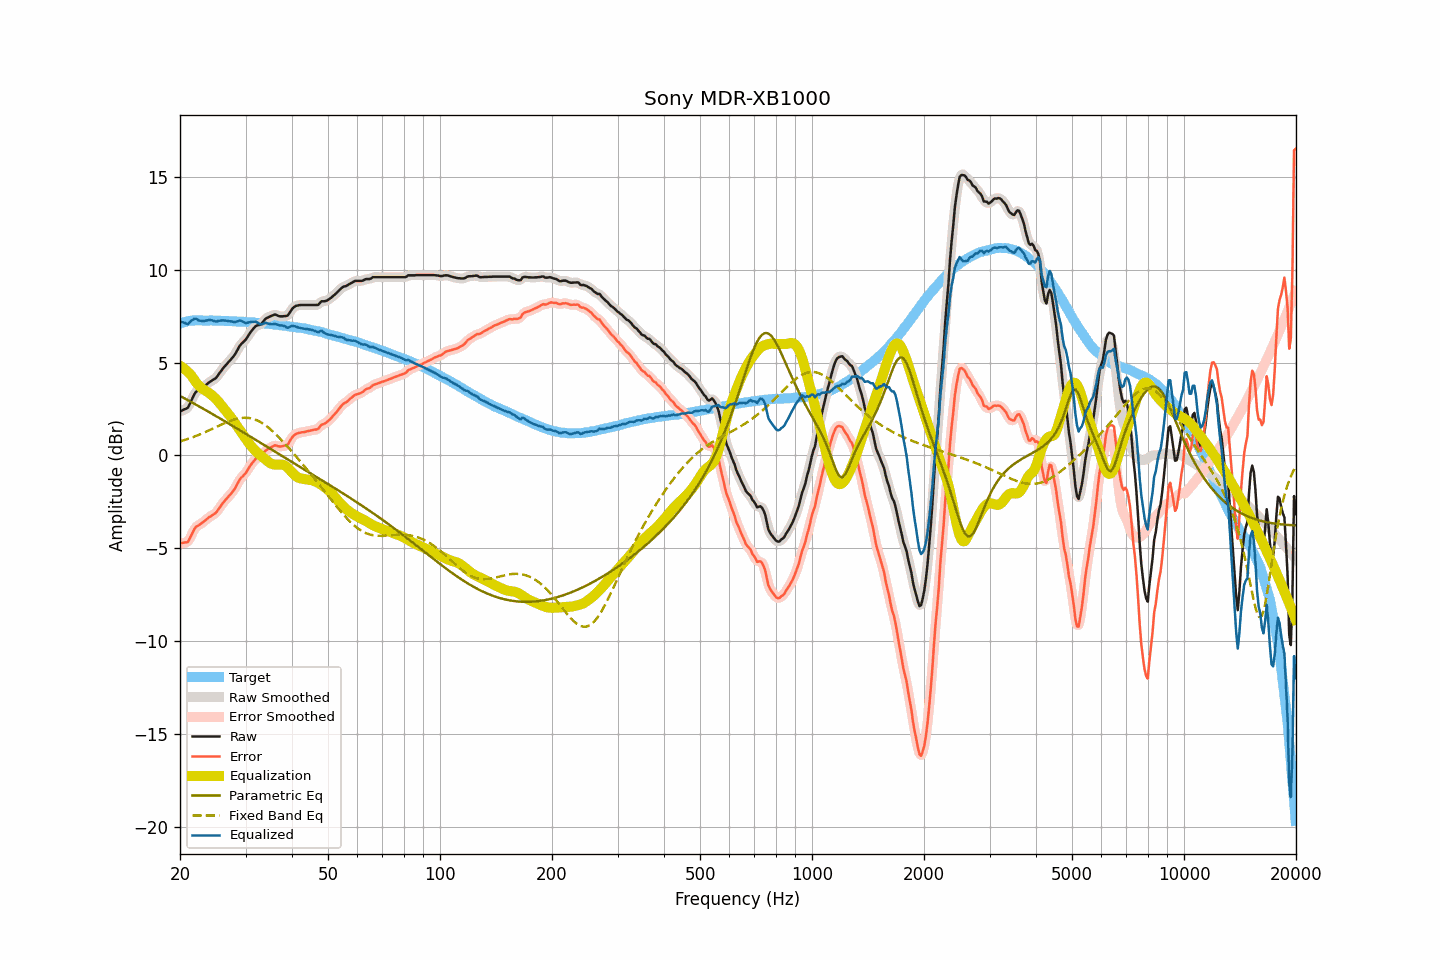 Sony MDR-XB1000
Amplitude (dBr)
15
10
5
0
−5
−10
−15
−20
Target
Raw Smoothed
Error Smoothed
Raw
Error
Equalization
Parametric Eq
Fixed Band Eq
Equalized
20 50 100 200 500 1000 2000 5000 10000 20000
Frequency (Hz)